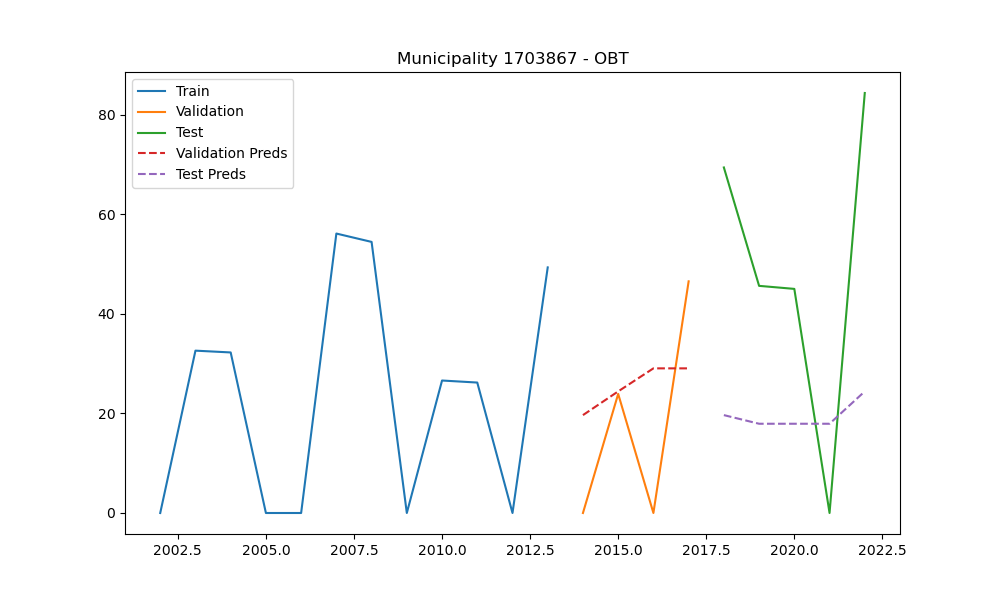 Municipality 1703867 - OBT
Train
Validation
Test
Validation Preds
Test Preds
80
60
40
20
0
2002.5 2005.0 2007.5 2010.0 2012.5 2015.0 2017.5 2020.0 2022.5